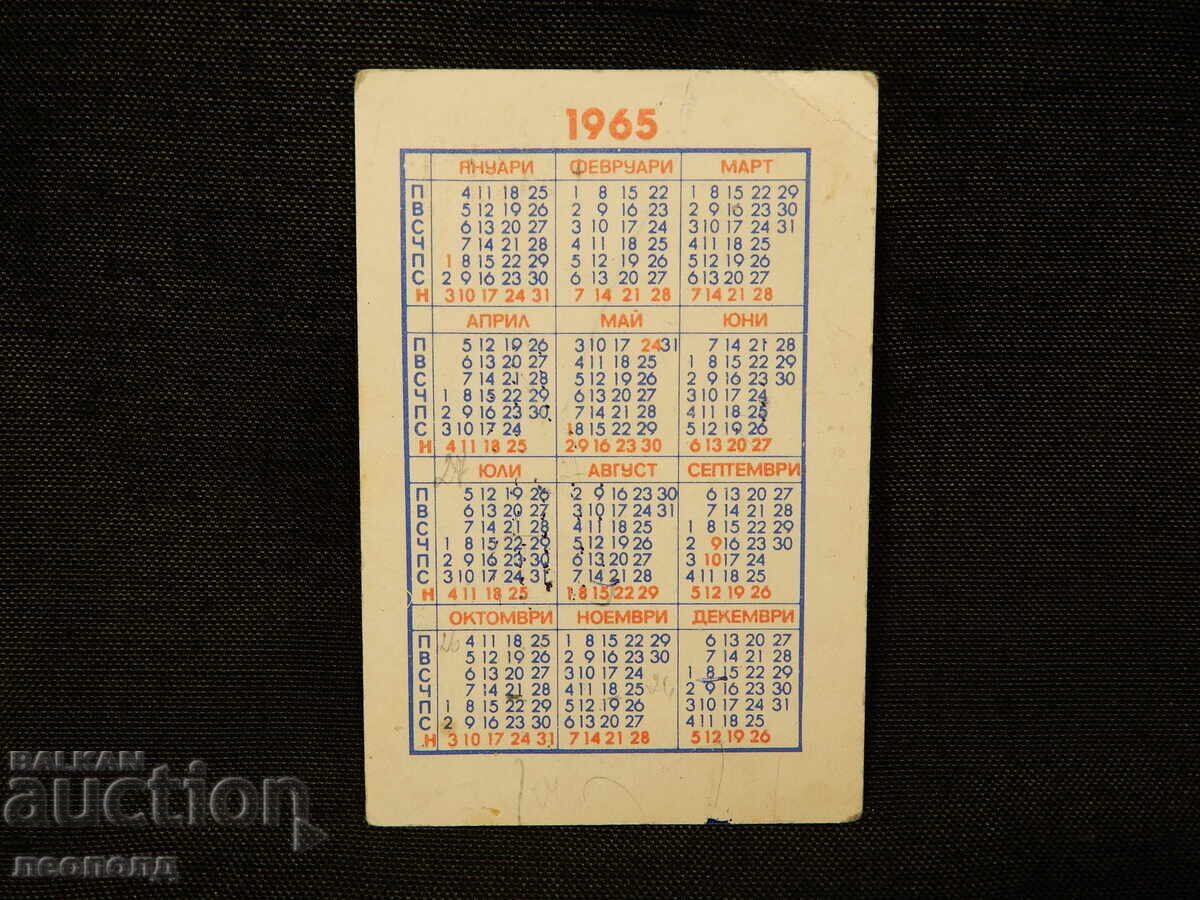 1965
ЯНУАРИ ФЕВРУАРИ МАРТ
П 4 11 18 25 1 8 15 22 1 8 15 22 29
В 5 12 19 26 2 9 16 23 2 9 16 23 30
С 6 13 20 27 3 10 17 24 3 10 17 24 31
Ч 7 14 21 28 4 11 18 25 4 11 18 25
П 1 8 15 22 29 5 12 19 26 5 12 19 26
С 2 9 16 23 30 6 13 20 27 6 13 20 27
Н 3 10 17 24 31 7 14 21 28 7 14 21 28
АПРИЛ МАЙ ЮНИ
П 5 12 19 26 3 10 17 24 31 7 14 21 28
В 6 13 20 27 4 11 18 25 1 8 15 22 29
С 7 14 21 28 5 12 19 26 2 9 16 23 30
Ч 1 8 15 22 29 6 13 20 27 3 10 17 24
П 2 9 16 23 30 7 14 21 28 4 11 18 25
С 3 10 17 24 1 8 15 22 29 5 12 19 26
Н 4 11 18 25 2 9 16 23 30 6 13 20 27
ЮЛИ АВГУСТ СЕПТЕМВРИ
П 5 12 19 26 2 9 16 23 30 6 13 20 27
В 6 13 20 27 3 10 17 24 31 7 14 21 28
С 7 14 21 28 4 11 18 25 1 8 15 22 29
Ч 1 8 15 22 29 5 12 19 26 2 9 16 23 30
П 2 9 16 23 30 6 13 20 27 3 10 17 24
С 3 10 17 24 31 7 14 21 28 4 11 18 25
Н 4 11 18 25 1 8 15 22 29 5 12 19 26
ОКТОМВРИ НОЕМВРИ ДЕКЕМВРИ
П 26 4 11 18 25 1 8 15 22 29 6 13 20 27
В 5 12 19 26 2 9 16 23 30 7 14 21 28
С 6 13 20 27 3 10 17 24 1 8 15 22 29
Ч 7 14 21 28 4 11 18 25 2 9 16 23 30
П 1 8 15 22 29 5 12 19 26 3 10 17 24 31
С 2 9 16 23 30 6 13 20 27 4 11 18 25
Н 3 10 17 24 31 7 14 21 28 5 12 19 26
BALKAN
auction
леополд